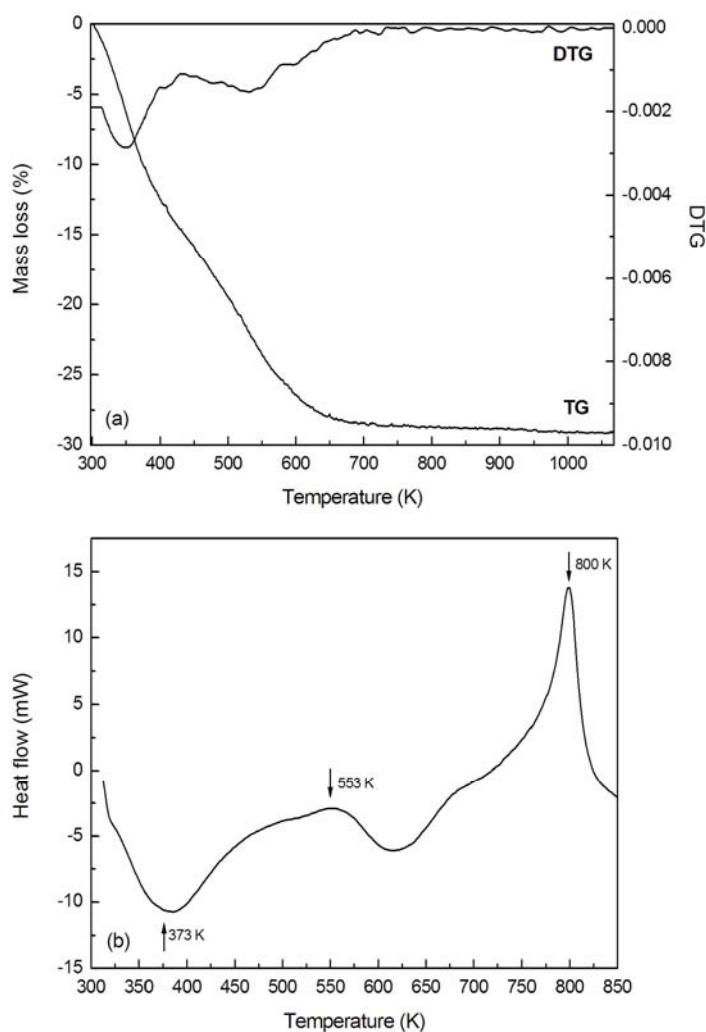 0
-5
-10
-15
-20
-25
-30
Mass loss (%)
0.000
-0.002
-0.004
-0.006
-0.008
-0.010
DTG
DTG
TG
(a)
300 400 500 600 700 800 900 1000
Temperature (K)
15
10
5
0
-5
-10
-15
Heat flow (mW)
800 K
553 K
373 K
(b)
300 350 400 450 500 550 600 650 700 750 800 850
Temperature (K)